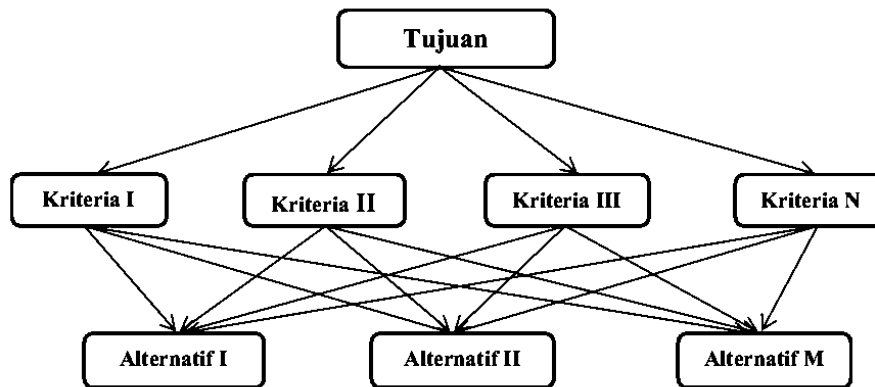 Tujuan
Kriteria I
Kriteria II
Kriteria III
Kriteria N
Alternatif I
Alternatif II
Alternatif M